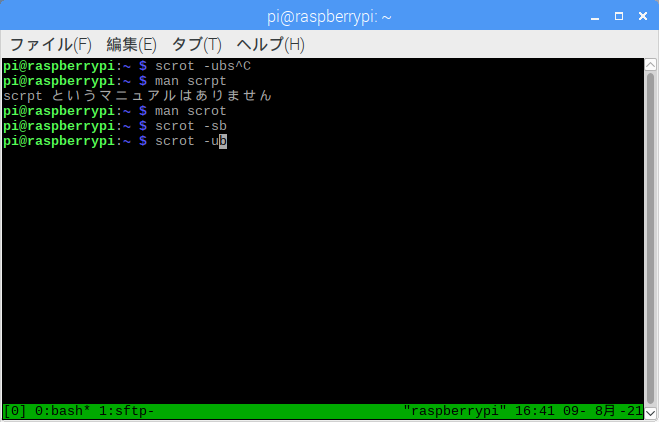 pi@raspberrypi: ~
ファイル(F) 編集(E) タブ(T) ヘルプ(H)
pi@raspberrypi:~ $ scrot -ubs^C
pi@raspberrypi:~ $ man scrpt
scrpt というマニュアルはありません
pi@raspberrypi:~ $ man scrot
pi@raspberrypi:~ $ scrot -sb
pi@raspberrypi:~ $ scrot -ub
[0] 0:bash* 1:sftp- "raspberrypi" 16:41 09- 8月 -21